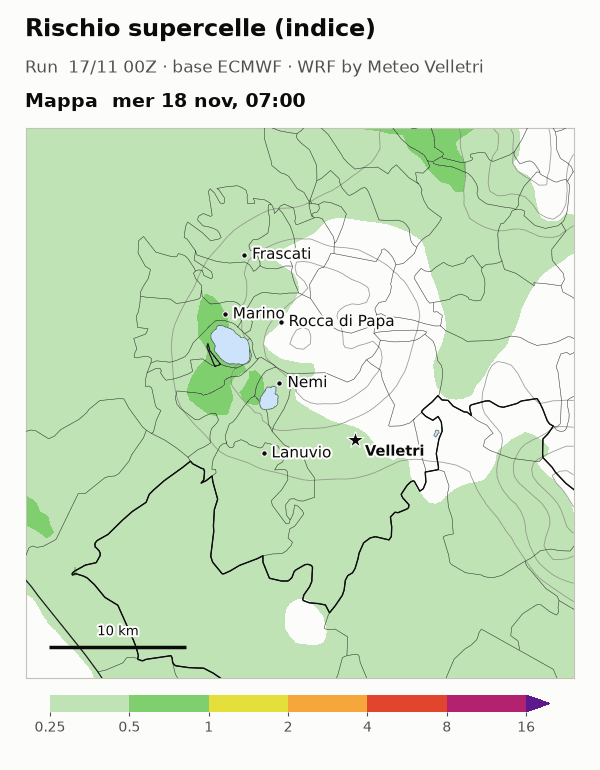 Rischio supercelle (indice)
Run  17/11 00Z · base ECMWF · WRF by Meteo Velletri
Mappa  mer 18 nov, 07:00
Frascati
Marino
Rocca di Papa
Nemi
Velletri
Lanuvio
10 km
0.25 0.5 1 2 4 8 16